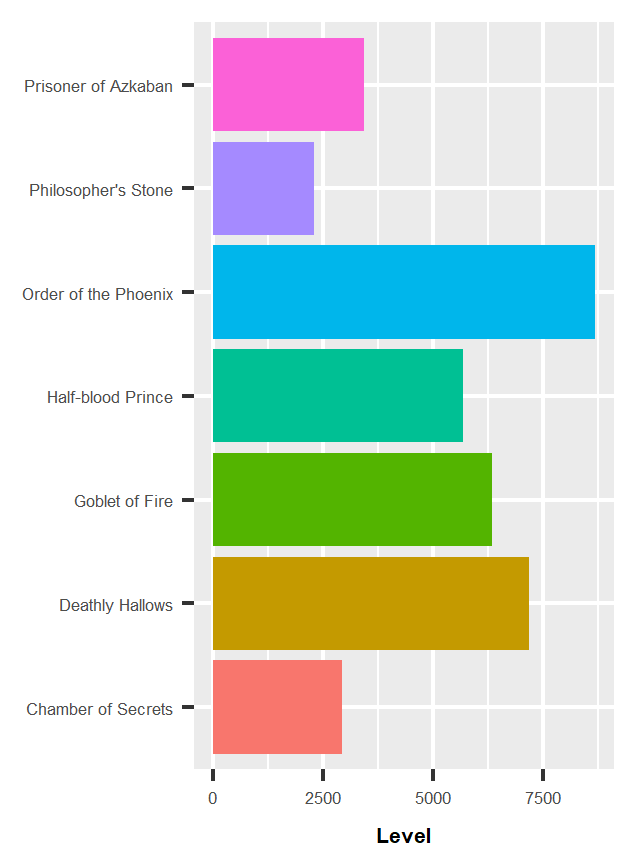 Prisoner of Azkaban
Philosopher's Stone
Order of the Phoenix
Half-blood Prince
Goblet of Fire
Deathly Hallows
Chamber of Secrets
0 2500 5000 7500
Level